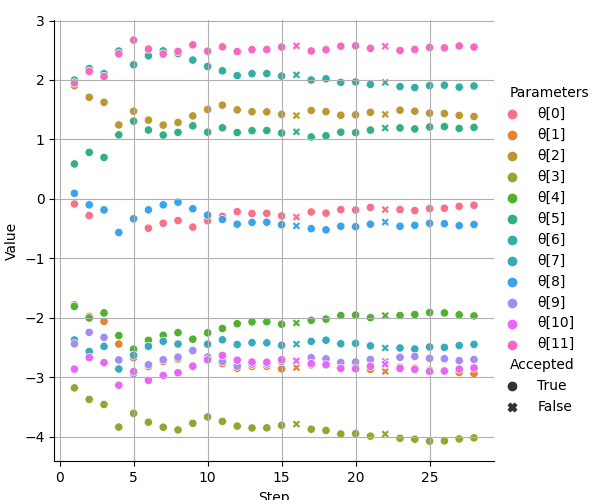 3
2
1
0
−1
−2
−3
−4
Value
0
5
10
15
20
25
Step
Parameters
θ[0]
θ[1]
θ[2]
θ[3]
θ[4]
θ[5]
θ[6]
θ[7]
θ[8]
θ[9]
θ[10]
θ[11]
Accepted
True
False